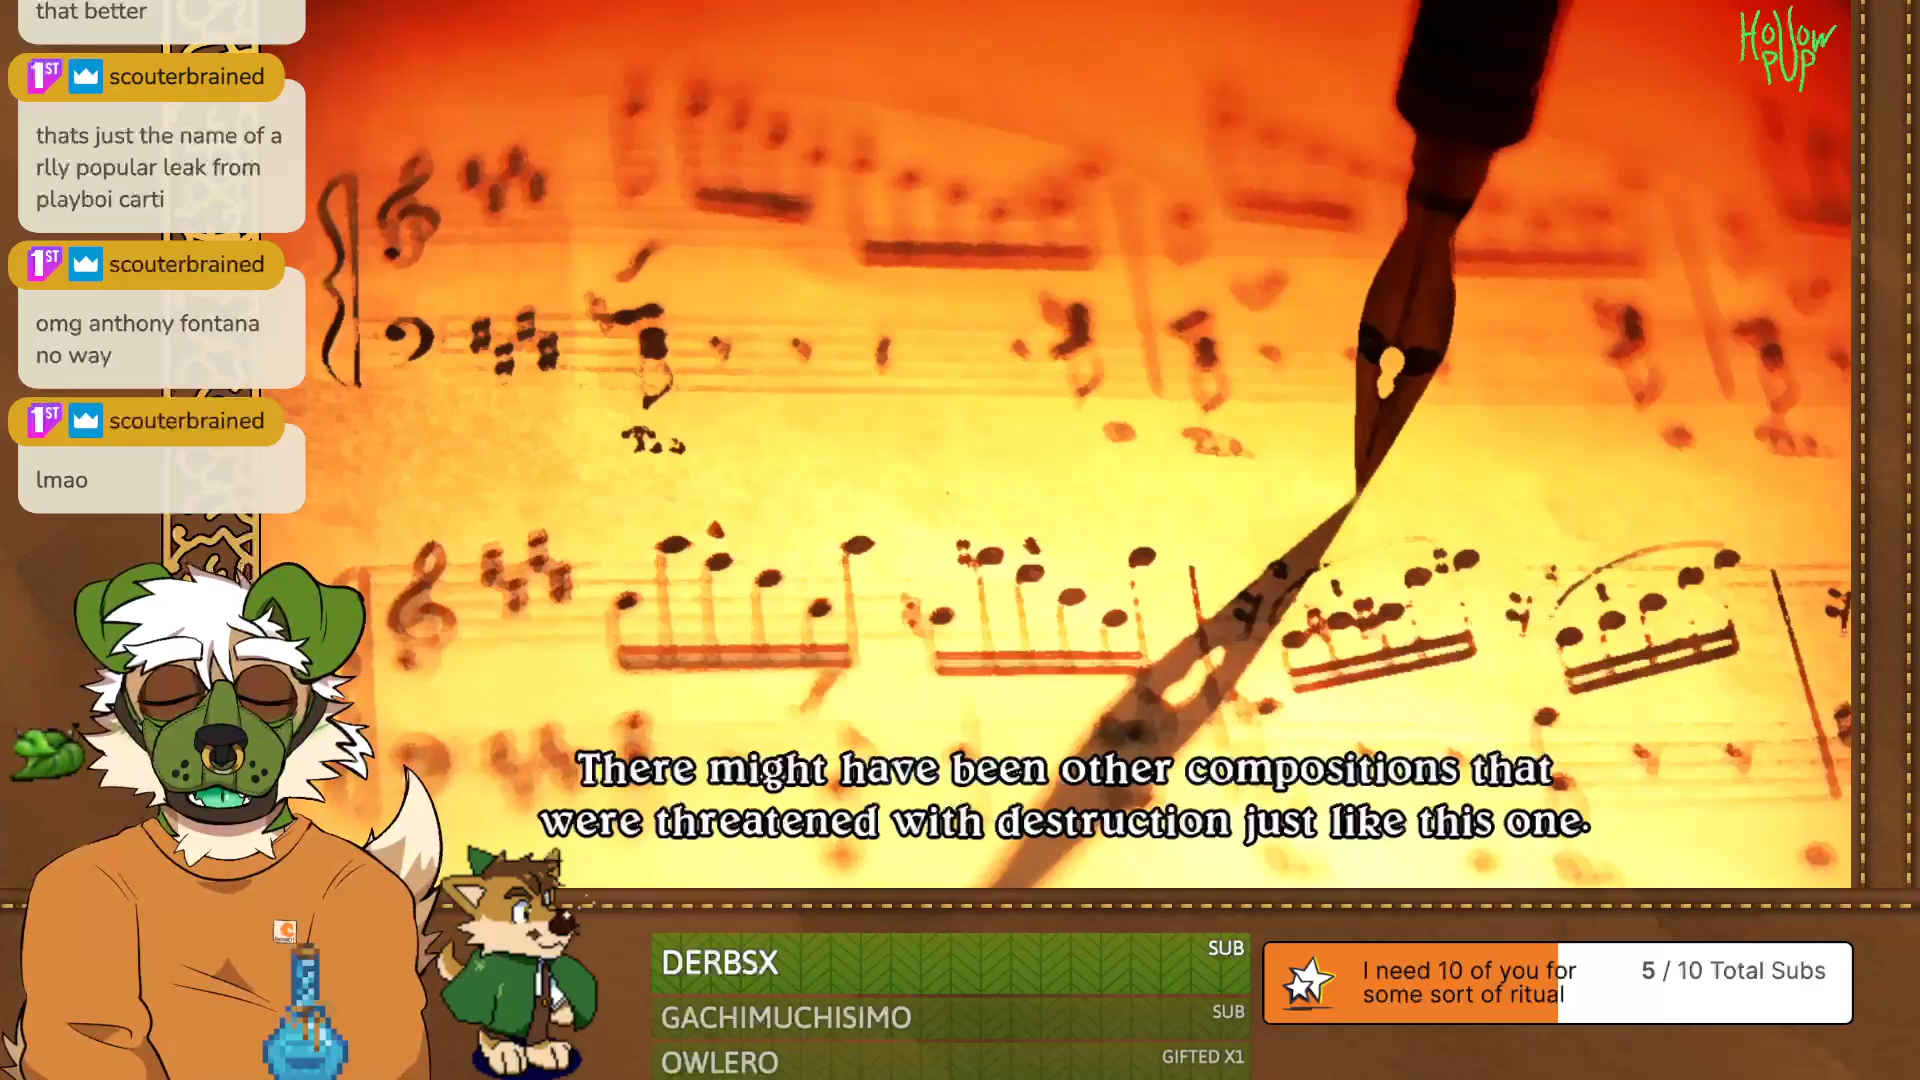 that better
1ST scouterbrained
thats just the name of a
rlly popular leak from
playboi carti
1ST scouterbrained
omg anthony fontana
no way
1ST scouterbrained
lmao
HOllOW
PUP
There might have been other compositions that
were threatened with destruction just like this one.
DERBSX SUB
GACHIMUCHISIMO SUB
OWLERO GIFTED X1
I need 10 of you for
some sort of ritual
5 / 10 Total Subs